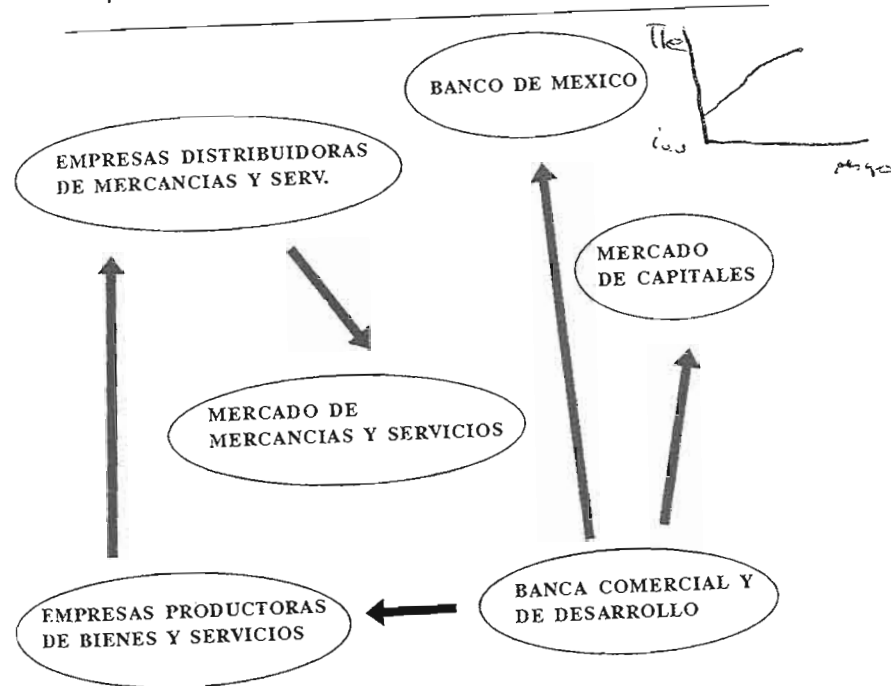 BANCO DE MEXICO
EMPRESAS DISTRIBUIDORAS
DE MERCANCIAS Y SERV.
MERCADO
DE CAPITALES
MERCADO DE
MERCANCIAS Y SERVICIOS
BANCA COMERCIAL Y
DE DESARROLLO
EMPRESAS PRODUCTORAS
DE BIENES Y SERVICIOS